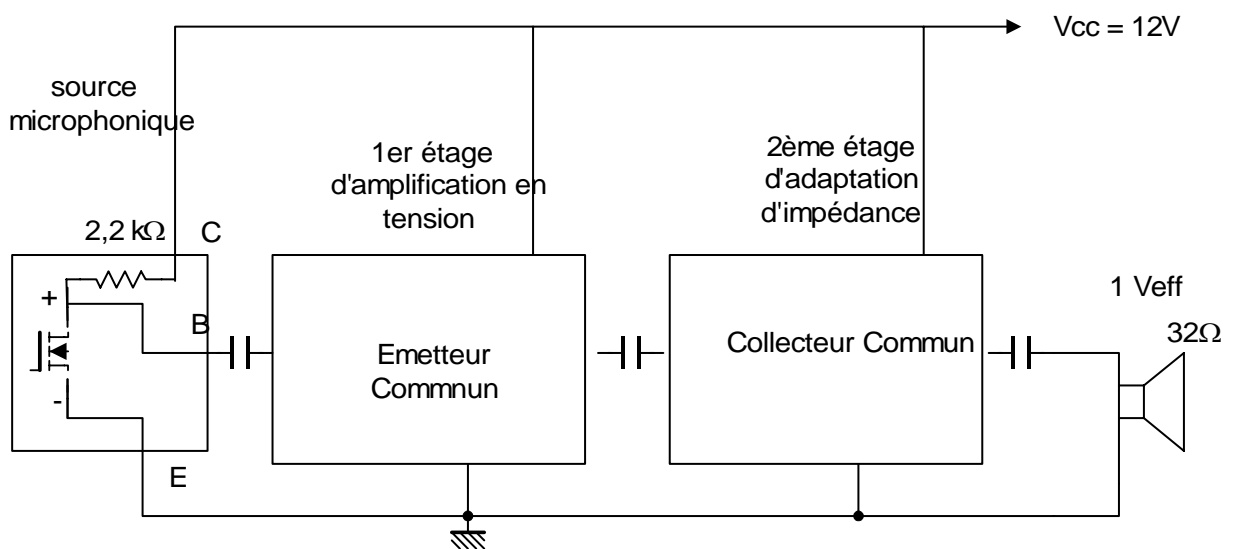 Vcc = 12V
source
microphonique
1er étage
d'amplification en
tension
2ème étage
d'adaptation
d'impédance
2,2 kΩ
C
+
B
-
E
Emetteur
Commnun
Collecteur Commun
1 Veff
32Ω